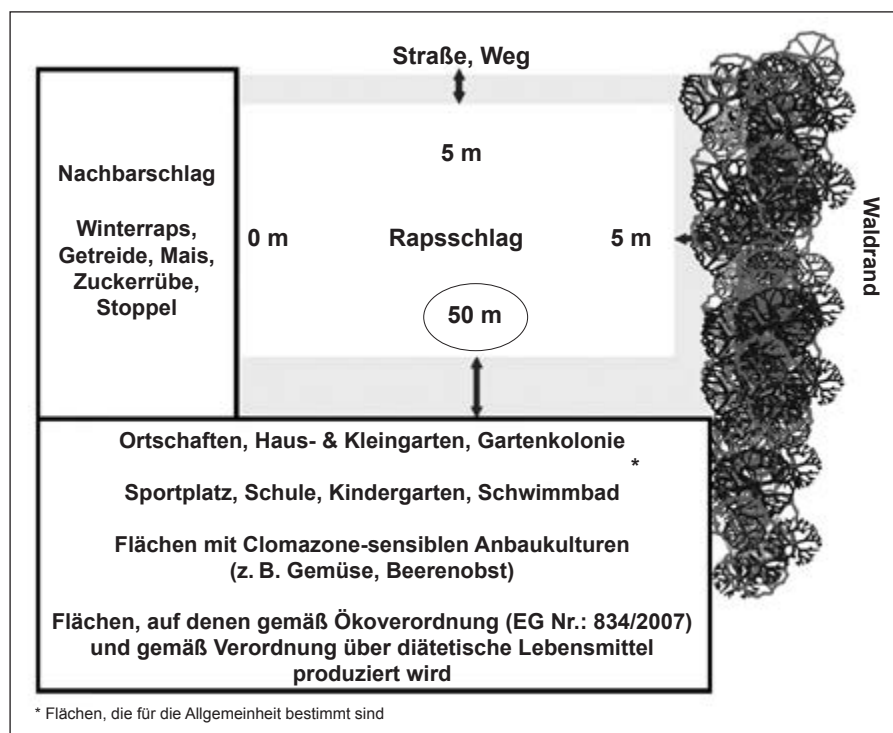 Straße, Weg
5 m
Nachbarschlag
Winterraps,
Getreide, Mais,
Zuckerrübe,
Stoppel
0 m
Rapsschlag
5 m
Waldrand
50 m
Ortschaften, Haus- & Kleingarten, Gartenkolonie
*
Sportplatz, Schule, Kindergarten, Schwimmbad
Flächen mit Clomazone-sensiblen Anbaukulturen
(z. B. Gemüse, Beerenobst)
Flächen, auf denen gemäß Ökoverordnung (EG Nr.: 834/2007)
und gemäß Verordnung über diätetische Lebensmittel
produziert wird
* Flächen, die für die Allgemeinheit bestimmt sind